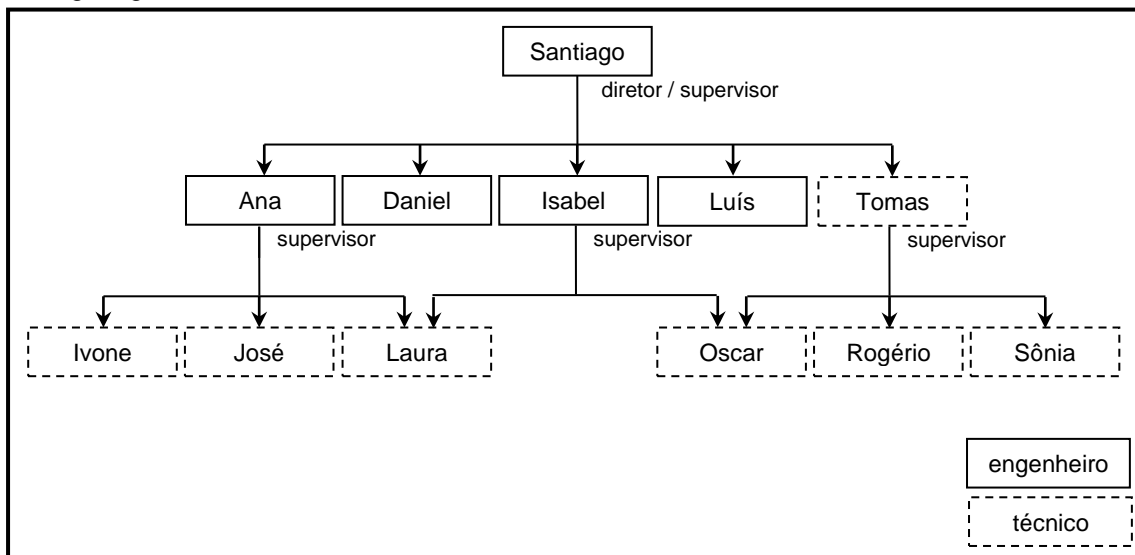 Santiago
diretor / supervisor
Ana
Daniel
Isabel
Luís
Tomas
supervisor
supervisor
supervisor
Ivone
José
Laura
Oscar
Rogério
Sônia
engenheiro
técnico